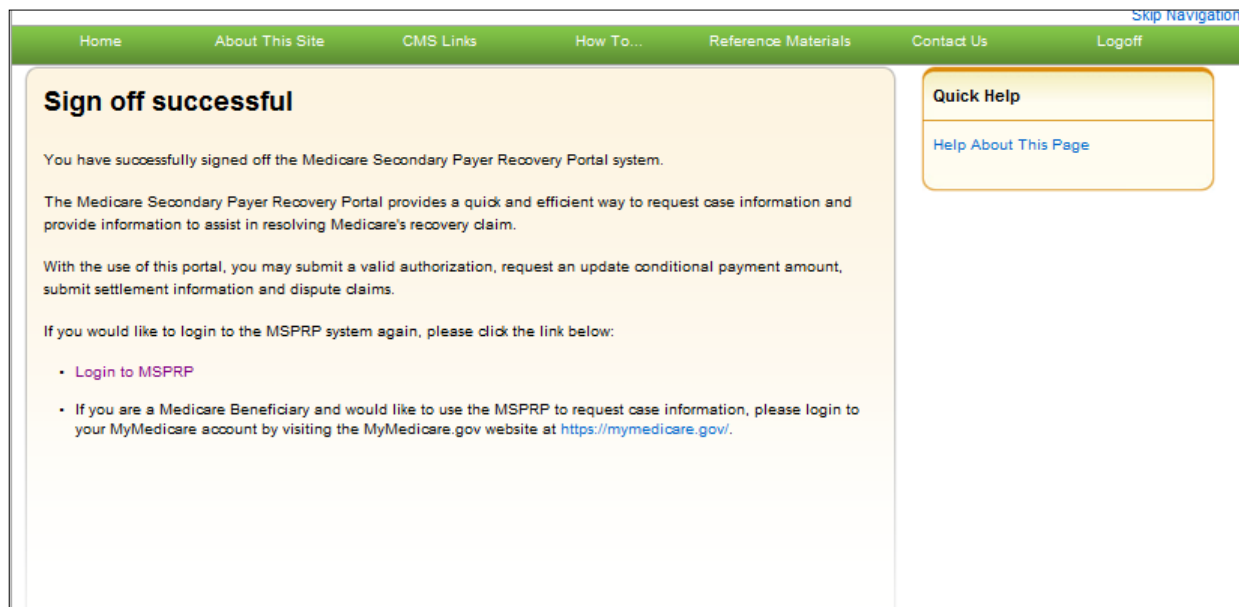 Skip Navigation
Home About This Site CMS Links How To... Reference Materials Contact Us Logoff
Sign off successful
You have successfully signed off the Medicare Secondary Payer Recovery Portal system.
The Medicare Secondary Payer Recovery Portal provides a quick and efficient way to request case information and
provide information to assist in resolving Medicare's recovery claim.
With the use of this portal, you may submit a valid authorization, request an update conditional payment amount,
submit settlement information and dispute claims.
If you would like to login to the MSPRP system again, please click the link below:
• Login to MSPRP
• If you are a Medicare Beneficiary and would like to use the MSPRP to request case information, please login to
your MyMedicare account by visiting the MyMedicare.gov website at https://mymedicare.gov/.
Quick Help
Help About This Page